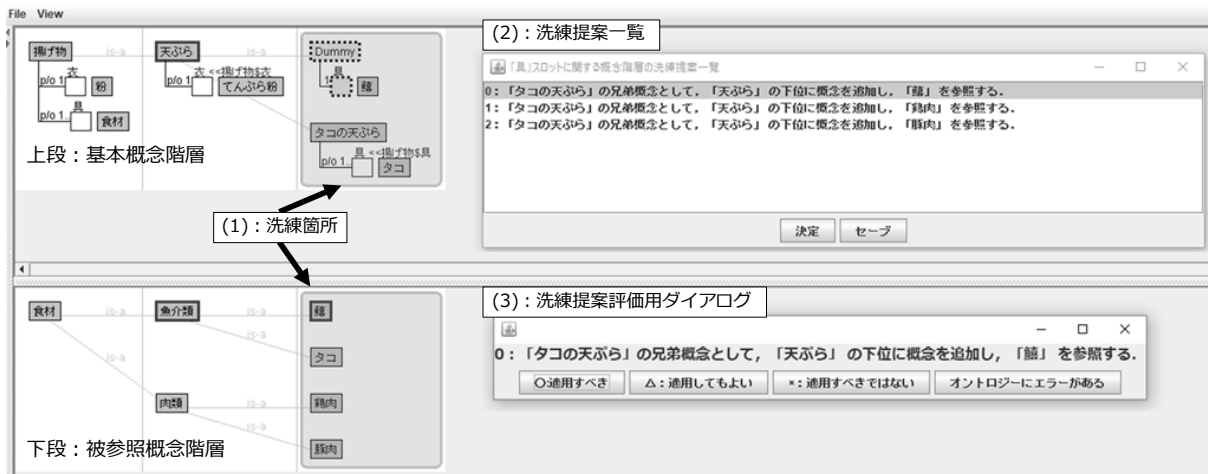 File View
(2)：洗練提案一覧
「具」スロットに関する概念階層の洗練提案一覧
0：「タコの天ぷら」の兄弟概念として，「天ぷら」の下位に概念を追加し，「鱚」を参照する．
1：「タコの天ぷら」の兄弟概念として，「天ぷら」の下位に概念を追加し，「鶏肉」を参照する．
2：「タコの天ぷら」の兄弟概念として，「天ぷら」の下位に概念を追加し，「豚肉」を参照する．
決定 セーブ
揚げ物 is-a 天ぷら is-a Dummy
衣 衣 <<揚げ物$衣 具
p/o 1 粉 p/o 1 てんぷら粉 1 鱚
具
p/o 1.. 食材
タコの天ぷら
具 <<揚げ物$具
p/o 1.. タコ
上段：基本概念階層
(1)：洗練箇所
食材 is-a 魚介類 is-a 鱚
is-a
is-a タコ
肉類 is-a 鶏肉
is-a
豚肉
下段：被参照概念階層
(3)：洗練提案評価用ダイアログ
0：「タコの天ぷら」の兄弟概念として，「天ぷら」の下位に概念を追加し，「鱚」を参照する．
○:適用すべき △：適用してもよい ×：適用すべきではない オントロジーにエラーがある